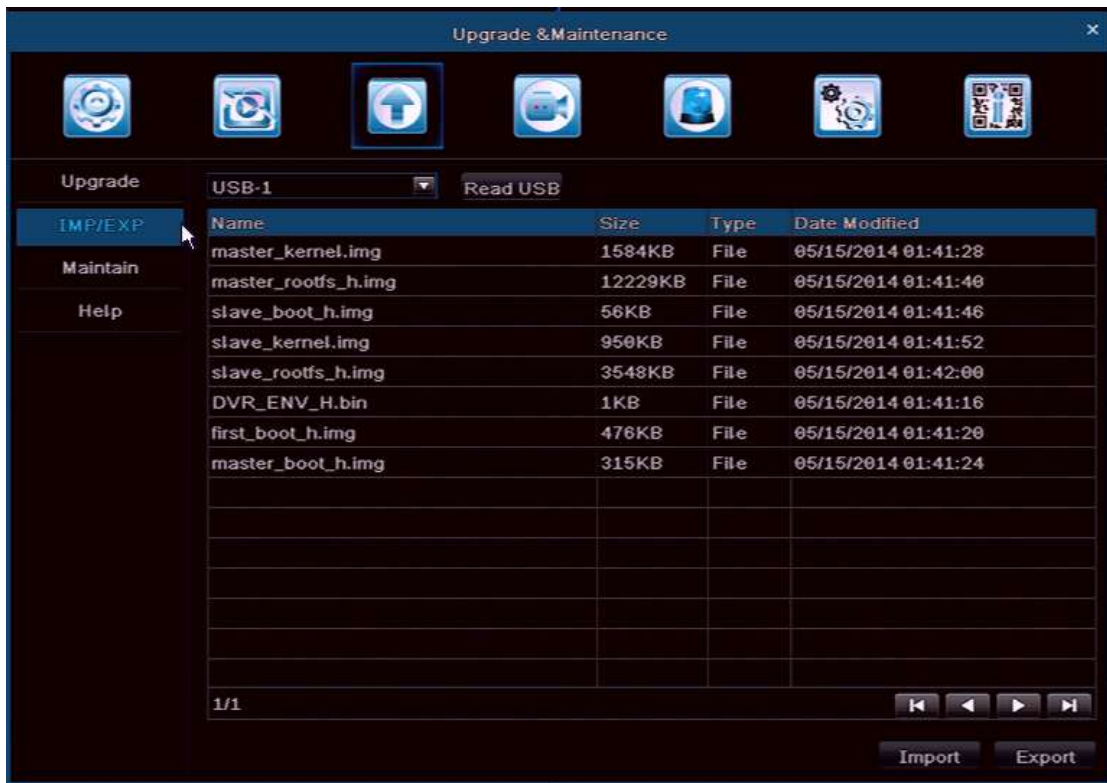 Upgrade &Maintenance
Upgrade
IMP/EXP
Maintain
Help
USB-1 Read USB
Name Size Type Date Modified
master_kernel.img 1584KB File 05/15/2014 01:41:28
master_rootfs_h.img 12229KB File 05/15/2014 01:41:40
slave_boot_h.img 56KB File 05/15/2014 01:41:46
slave_kernel.img 950KB File 05/15/2014 01:41:52
slave_rootfs_h.img 3548KB File 05/15/2014 01:42:00
DVR_ENV_H.bin 1KB File 05/15/2014 01:41:16
first_boot_h.img 476KB File 05/15/2014 01:41:20
master_boot_h.img 315KB File 05/15/2014 01:41:24
1/1
Import Export